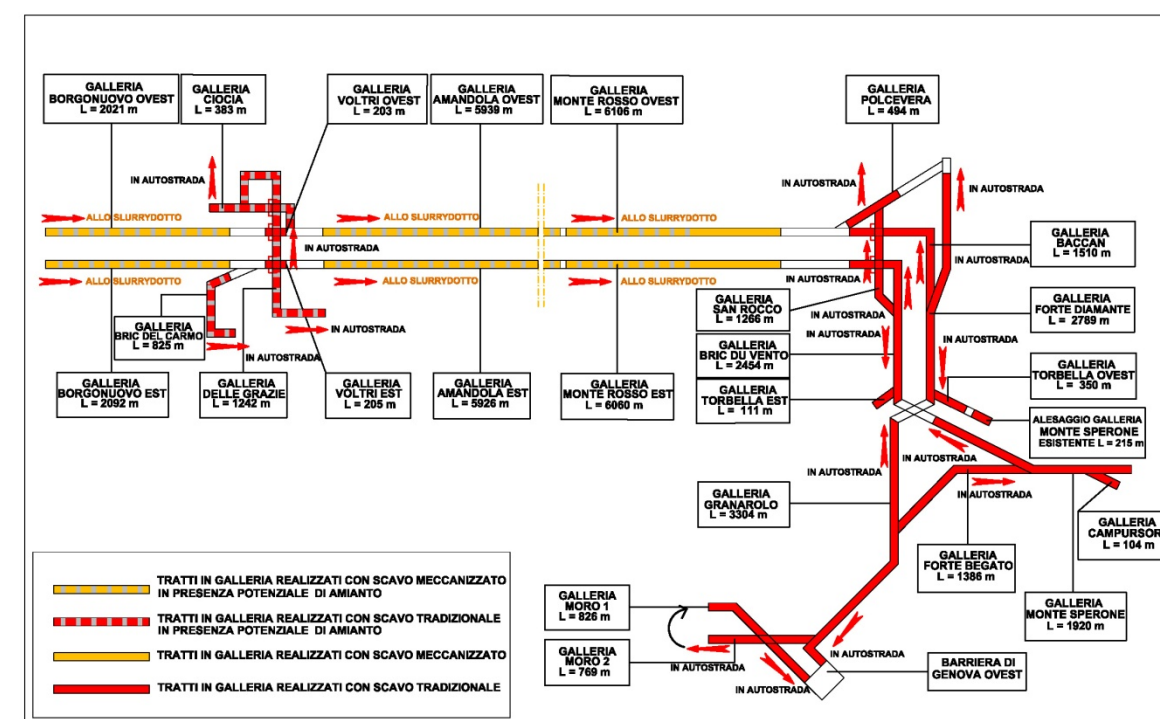 GALLERIA
BORGONUOVO OVEST
L = 2021 m
GALLERIA
CIOCIA
L = 383 m
GALLERIA
VOLTRI OVEST
L = 203 m
GALLERIA
AMANDOLA OVEST
L = 5939 m
GALLERIA
MONTE ROSSO OVEST
L = 6106 m
GALLERIA
POLCEVERA
L = 494 m
IN AUTOSTRADA
IN AUTOSTRADA
IN AUTOSTRADA
ALLO SLURRYDOTTO
ALLO SLURRYDOTTO
ALLO SLURRYDOTTO
IN AUTOSTRADA
IN AUTOSTRADA
IN AUTOSTRADA
GALLERIA
BACCAN
L = 1510 m
ALLO SLURRYDOTTO
ALLO SLURRYDOTTO
ALLO SLURRYDOTTO
GALLERIA
BRIC DEL CARMO
L = 825 m
IN AUTOSTRADA
IN AUTOSTRADA
GALLERIA
SAN ROCCO
L = 1266 m
GALLERIA
FORTE DIAMANTE
L = 2789 m
IN AUTOSTRADA
IN AUTOSTRADA
GALLERIA
BRIC DU VENTO
L = 2454 m
GALLERIA
TORBELLA OVEST
L = 350 m
GALLERIA
BORGONUOVO EST
L = 2092 m
GALLERIA
DELLE GRAZIE
L = 1242 m
GALLERIA
VOLTRI EST
L = 205 m
GALLERIA
AMANDOLA EST
L = 5926 m
GALLERIA
MONTE ROSSO EST
L = 6060 m
GALLERIA
TORBELLA EST
L = 111 m
ALESAGGIO GALLERIA
MONTE SPERONE
ESISTENTE L = 215 m
IN AUTOSTRADA
IN AUTOSTRADA
IN AUTOSTRADA
GALLERIA
GRANAROLO
L = 3304 m
GALLERIA
L = 104 m
GALLERIA
FORTE BEGATO
L = 1386 m
GALLERIA
MONTE SPERONE
L = 1920 m
GALLERIA
MORO 1
L = 826 m
GALLERIA
MORO 2
L = 769 m
IN AUTOSTRADA
IN AUTOSTRADA
IN AUTOSTRADA
BARRIERA DI
GENOVA OVEST
TRATTI IN GALLERIA REALIZZATI CON SCAVO MECCANIZZATO
IN PRESENZA POTENZIALE DI AMIANTO
TRATTI IN GALLERIA REALIZZATI CON SCAVO TRADIZIONALE
IN PRESENZA POTENZIALE DI AMIANTO
TRATTI IN GALLERIA REALIZZATI CON SCAVO MECCANIZZATO
TRATTI IN GALLERIA REALIZZATI CON SCAVO TRADIZIONALE